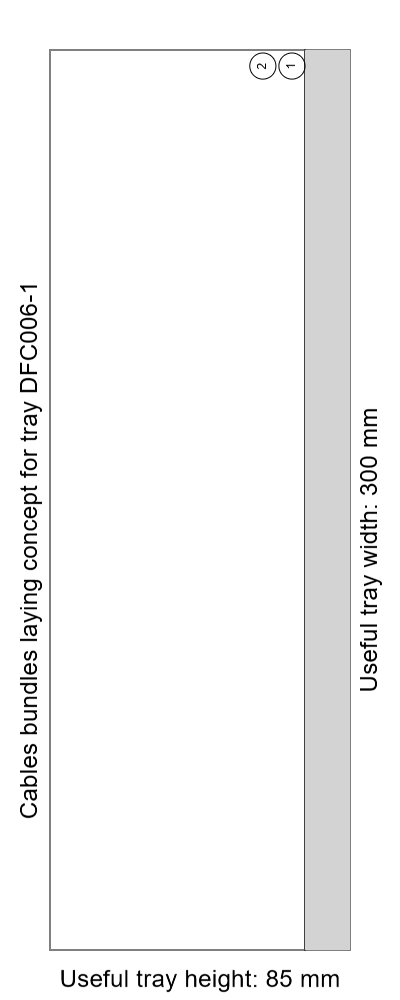 Cables bundles laying concept for tray DFC006-1
2
1
Useful tray width: 300 mm
Useful tray height: 85 mm